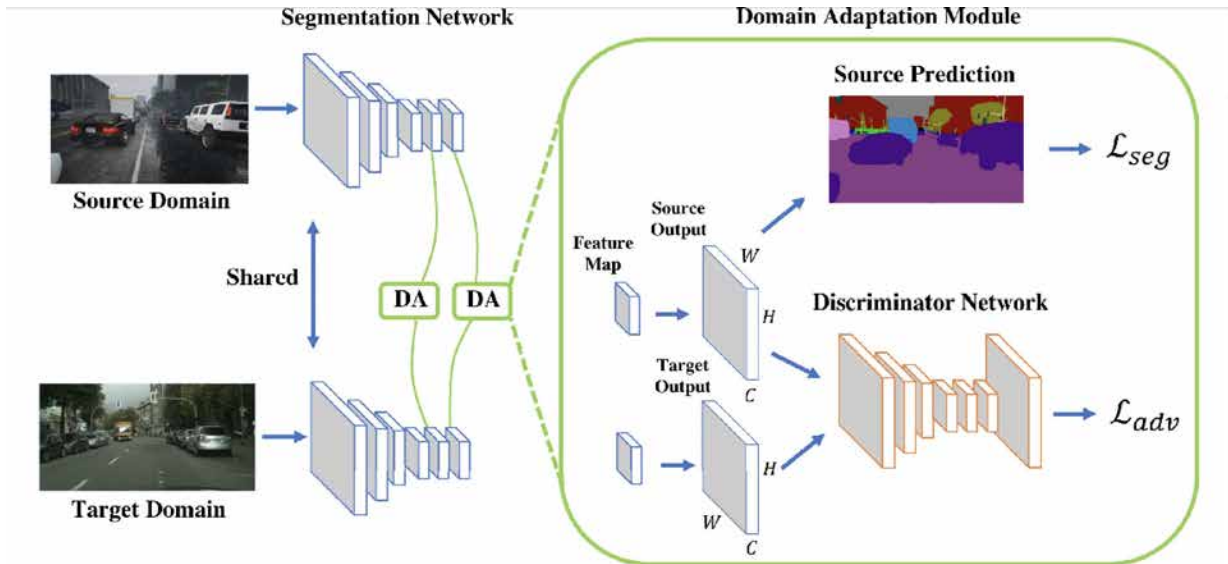 Segmentation Network
Domain Adaptation Module
Source Domain
Shared
Target Domain
DA
DA
Source Prediction
ℒ_seg
Source
Output
Feature
Map
W
H
C
Discriminator Network
Target
Output
H
W
C
ℒ_adv